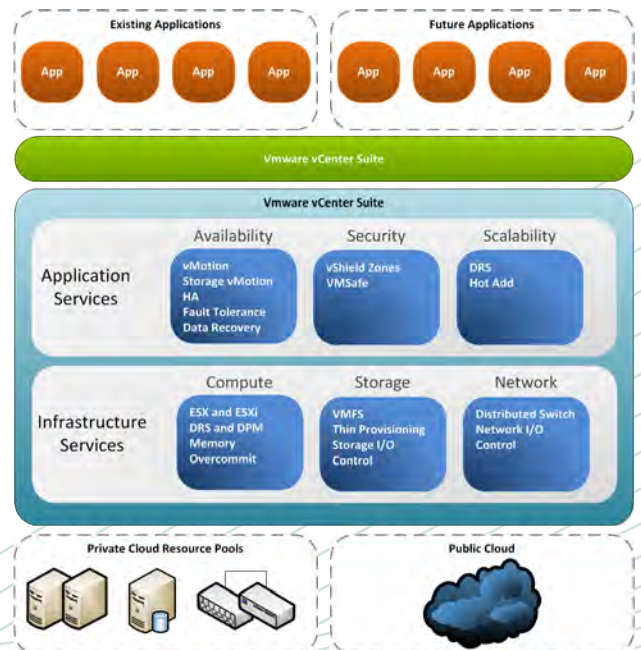 Existing Applications
Future Applications
App App App App App App App App
Vmware vCenter Suite
Vmware vCenter Suite
Application
Services
Availability
vMotion
Storage vMotion
HA
Fault Tolerance
Data Recovery
Security
vShield Zones
VMSafe
Scalability
DRS
Hot Add
Infrastructure
Services
Compute
ESX and ESXi
DRS and DPM
Memory
Overcommit
Storage
VMFS
Thin Provisioning
Storage I/O
Control
Network
Distributed Switch
Network I/O
Control
Private Cloud Resource Pools
Public Cloud